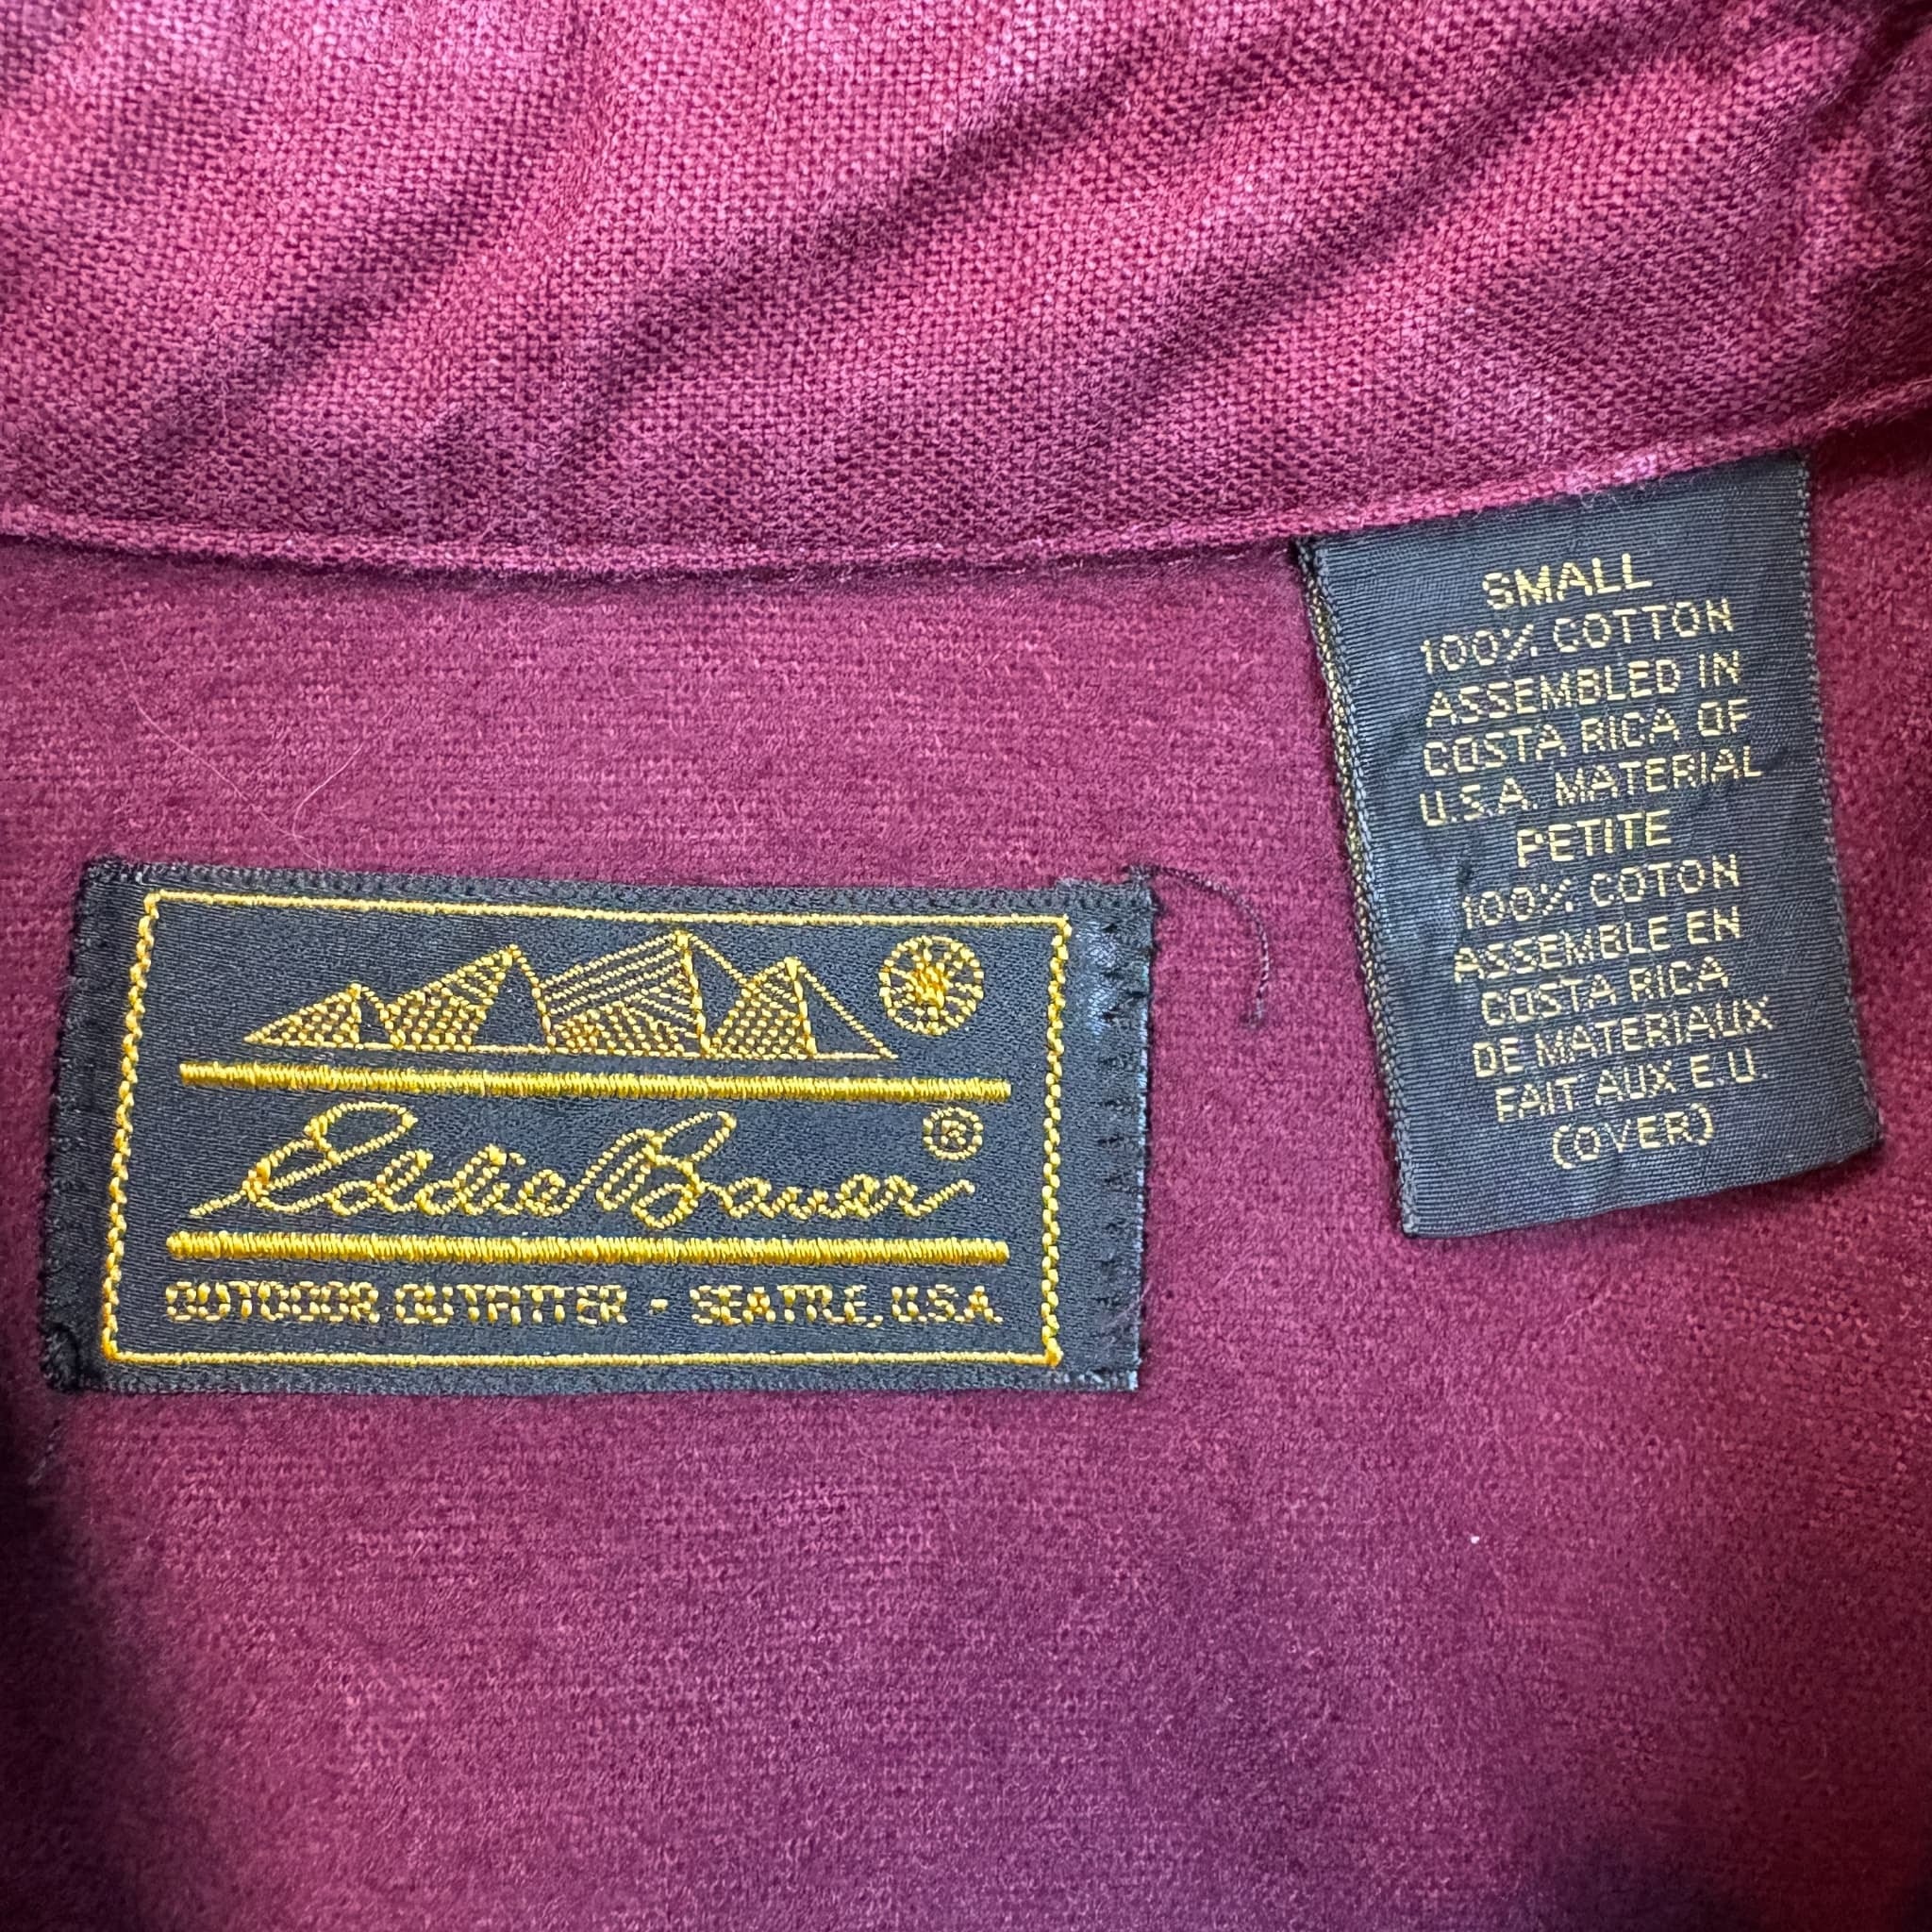 Eddie Bauer ®
OUTDOOR OUTFITTER - SEATTLE, U.S.A.
SMALL
100% COTTON
ASSEMBLED IN
COSTA RICA OF
U.S.A. MATERIAL
PETITE
100% COTON
ASSEMBLE EN
COSTA RICA
DE MATERIAUX
FAIT AUX E.U.
(OVER)